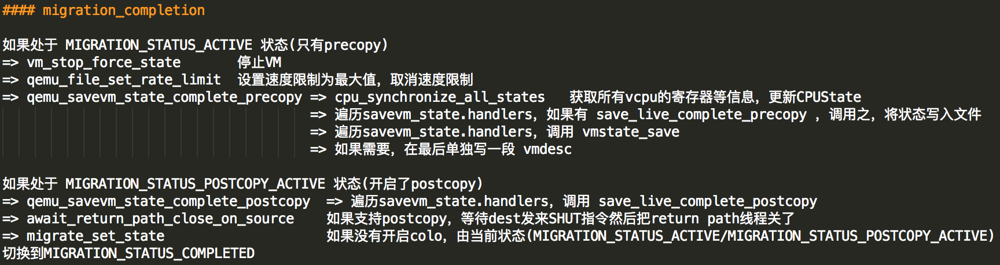 #### migration_completion
如果处于 MIGRATION_STATUS_ACTIVE 状态(只有precopy)
=> vm_stop_force_state 停止VM
=> qemu_file_set_rate_limit 设置速度限制为最大值，取消速度限制
=> qemu_savevm_state_complete_precopy => cpu_synchronize_all_states 获取所有vcpu的寄存器等信息，更新CPUState
=> 遍历savevm_state.handlers，如果有 save_live_complete_precopy ，调用之，将状态写入文件
=> 遍历savevm_state.handlers，调用 vmstate_save
=> 如果需要，在最后单独写一段 vmdesc
如果处于 MIGRATION_STATUS_POSTCOPY_ACTIVE 状态(开启了postcopy)
=> qemu_savevm_state_complete_postcopy => 遍历savevm_state.handlers，调用 save_live_complete_postcopy
=> await_return_path_close_on_source 如果支持postcopy，等待dest发来SHUT指令然后把return path线程关了
=> migrate_set_state 如果没有开启colo，由当前状态(MIGRATION_STATUS_ACTIVE/MIGRATION_STATUS_POSTCOPY_ACTIVE)
切换到MIGRATION_STATUS_COMPLETED